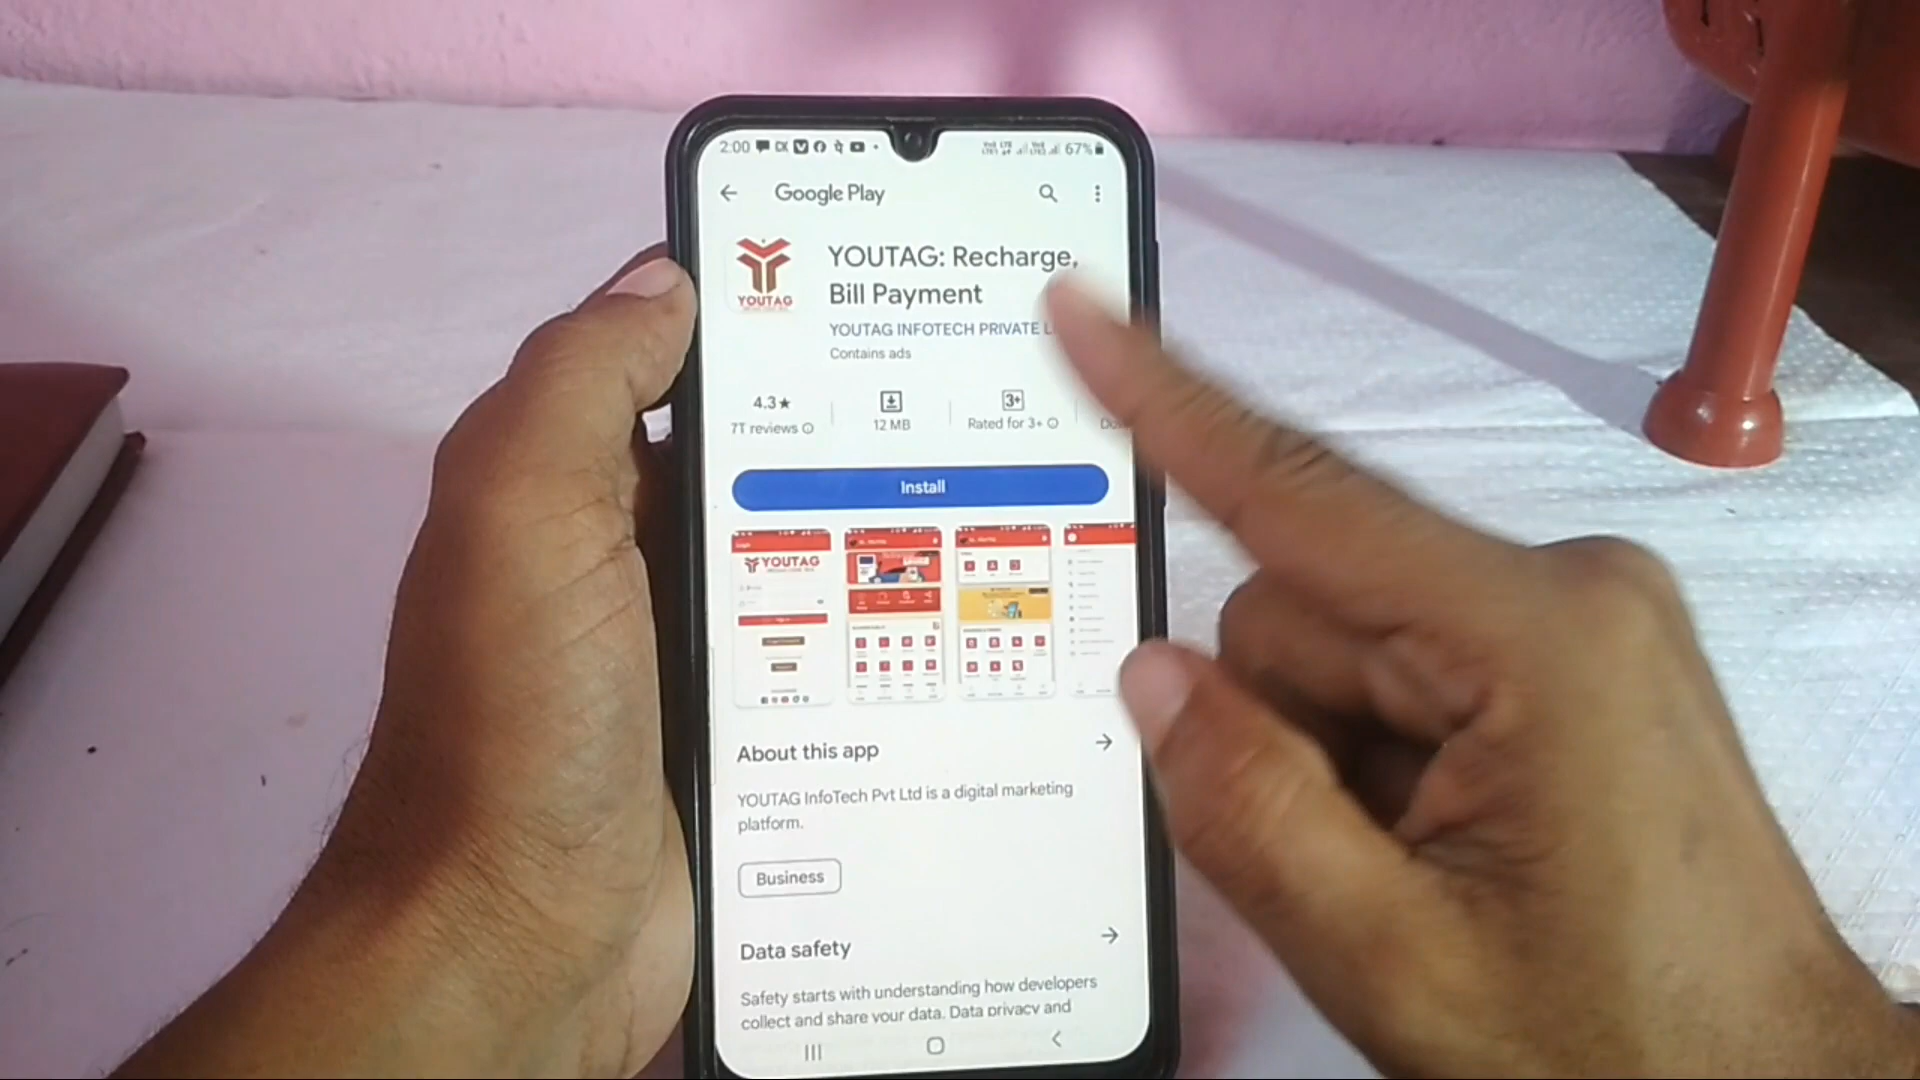 2:00
67%
Google Play
YOUTAG: Recharge,
Bill Payment
YOUTAG
YOUTAG INFOTECH PRIVATE L
Contains ads
4.3★
3+
7T reviews
12 MB
Rated for 3+
Install
YOUTAG
About this app
YOUTAG InfoTech Pvt Ltd is a digital marketing
platform.
Business
Data safety
Safety starts with understanding how developers
collect and share your data. Data privacy and